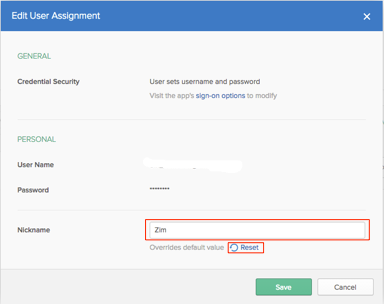 Edit User Assignment
GENERAL
Credential Security
User sets username and password
Visit the app's sign-on options to modify
PERSONAL
User Name
Password ••••••••
Nickname Zim
Overrides default value Reset
Save Cancel